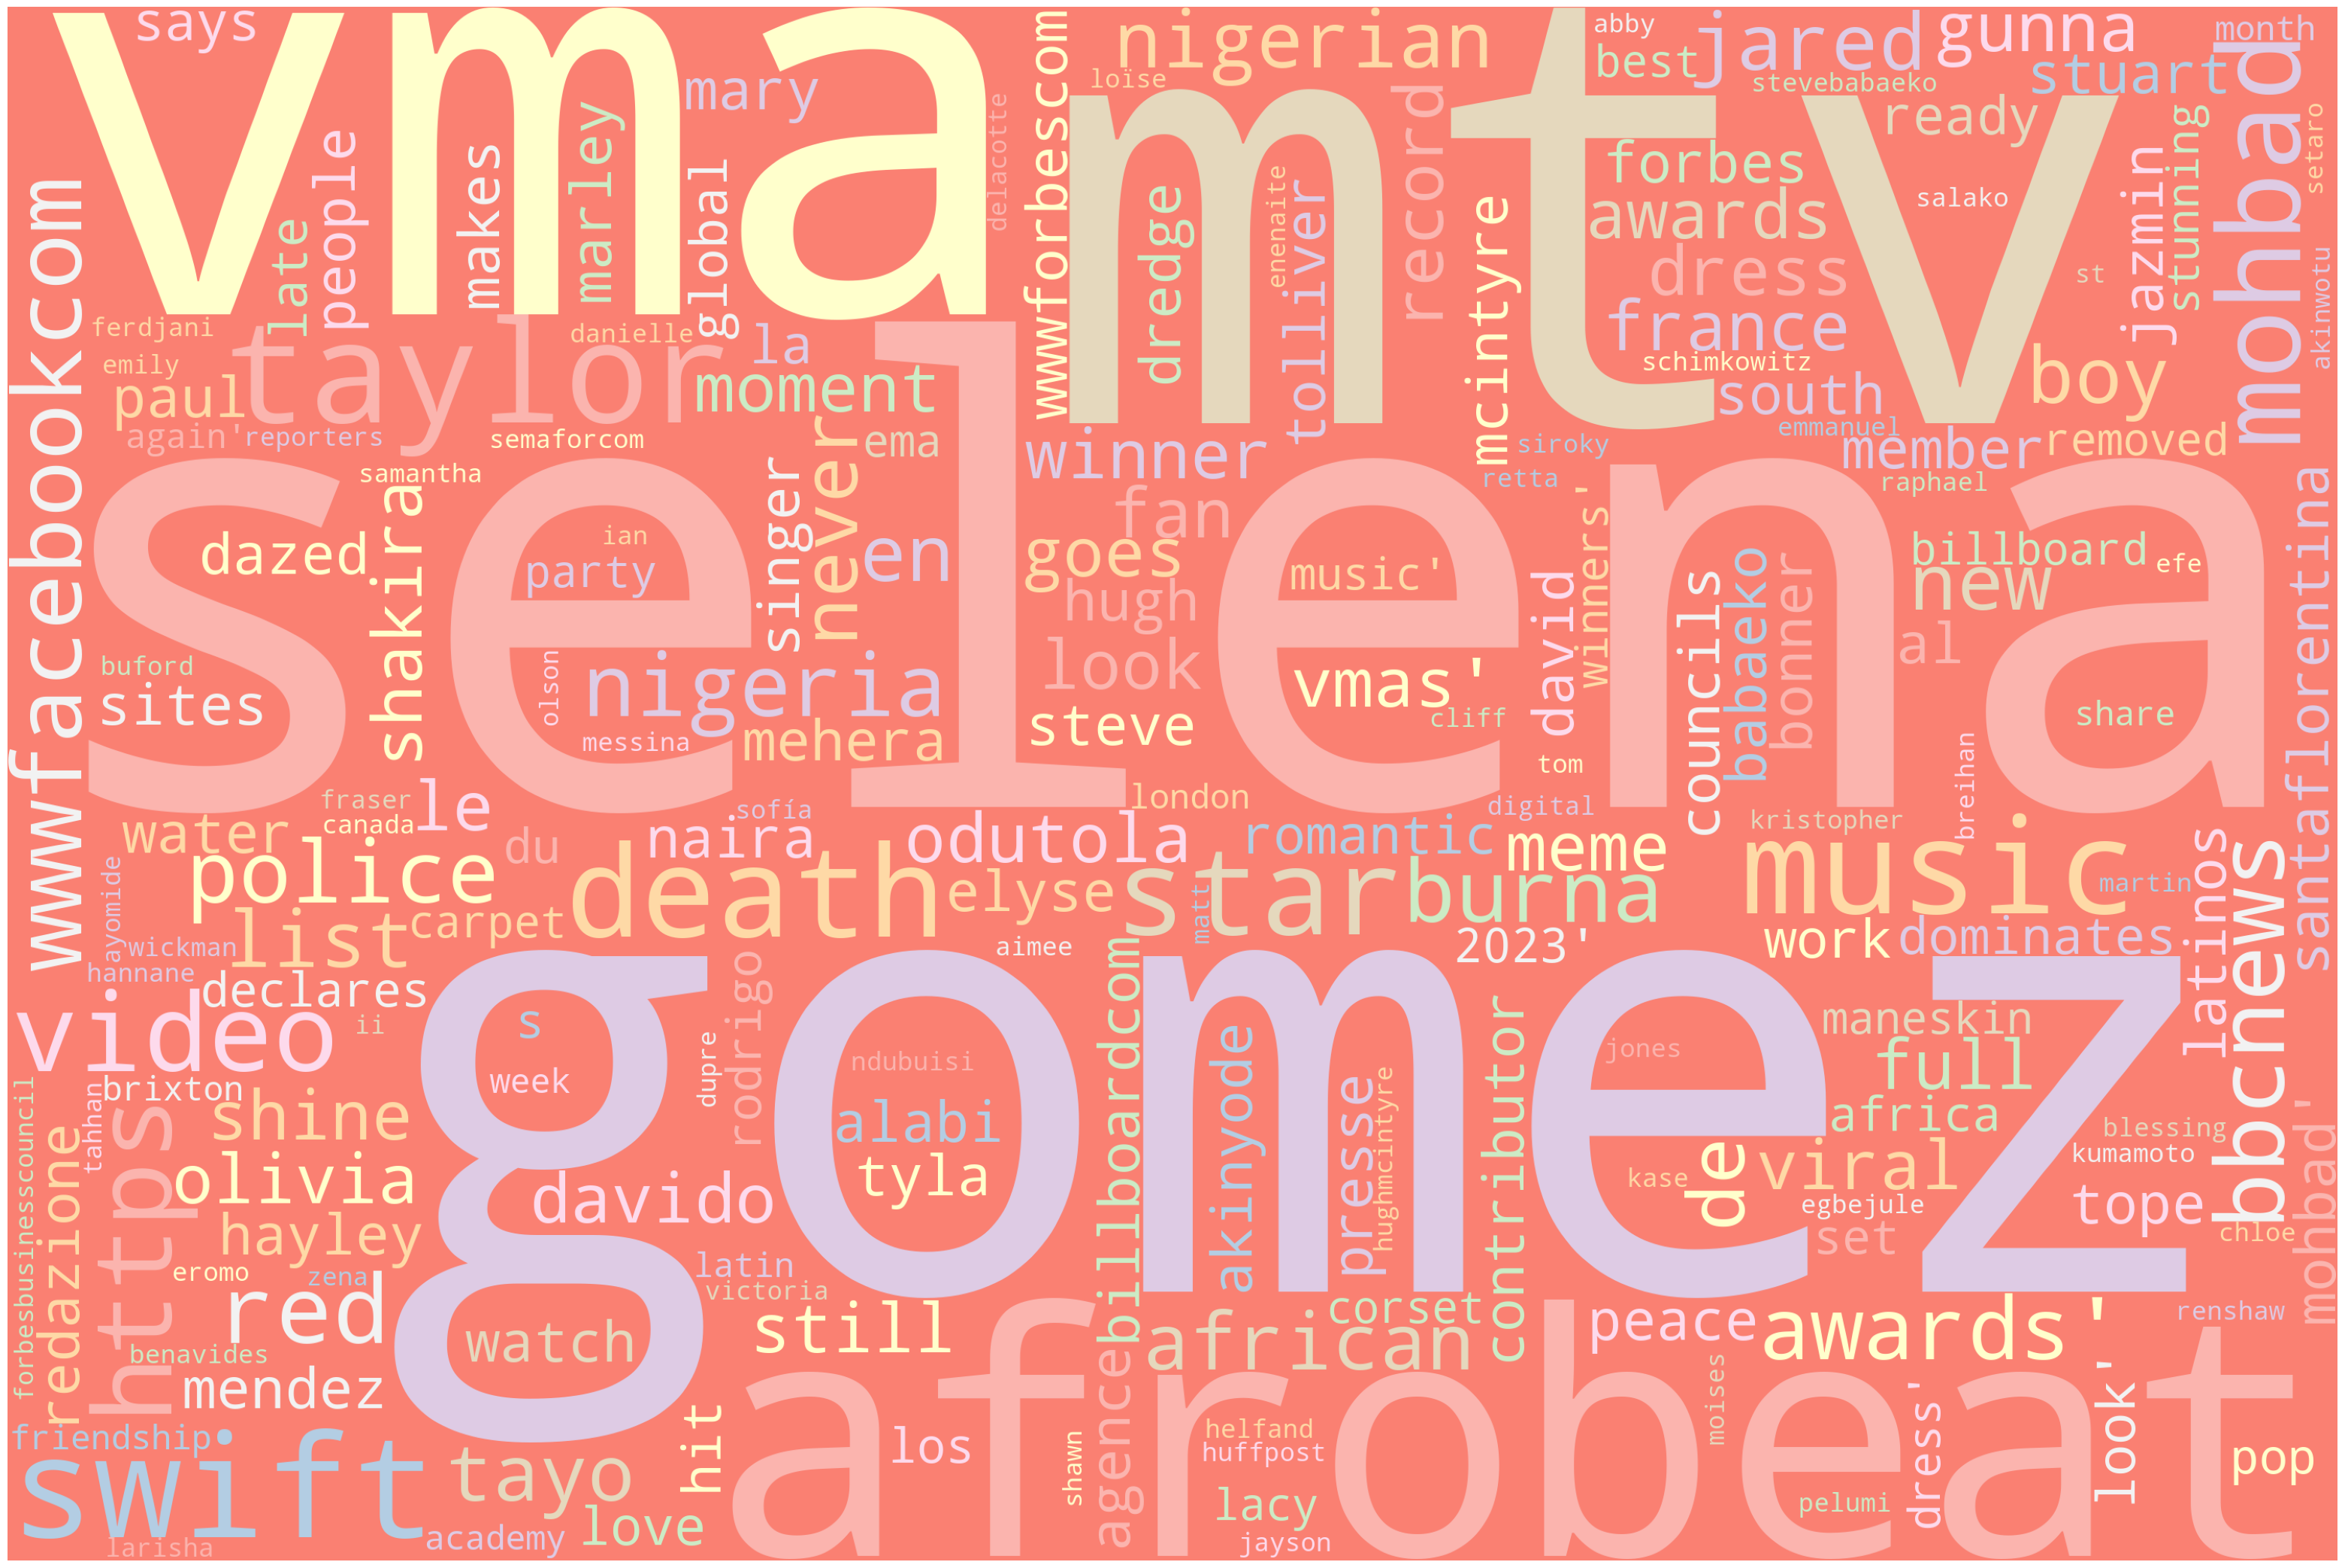 says
vma
nigerian
abby
best
jared
gunna
month
stuart
mary
loïse
stevebabaeko
ready
mtv
mohbad
wwwfacebookcom
late
people
makes
marley
global
delacotte
wwwforbescom
dredge
enenaite
tolliver
record
mcintyre
forbes
awards
salako
jazmin
stunning
setaro
dress
france
st
akinwotu
ferdjani
emily
taylor
danielle
la
schimkowitz
boy
paul
moment
south
again'
reporters
semaforcom
never
ema
winner
siroky
emmanuel
member
removed
samantha
retta
raphael
selena
shakira
dazed
ian
party
singer
en
fan
goes
music'
winners'
billboard
efe
santaflorentina
hugh
david
councils
babaeko
bonner
new
al
buford
sites
olson
nigeria
look
vmas'
share
messina
mehera
steve
cliff
tom
breihan
fraser
canada
le
sofía
london
digital
kristopher
water
du
naira
odutola
romantic
meme
music
latinos
bbcnews
ayomide
police
death
elyse
star
burna
martin
list
carpet
matt
wickman
aimee
2023'
work
dominates
hannane
declares
video
ii
gomez
s
week
dupre
rodrigo
ndubuisi
billboardcom
akinyode
presse
hughmcintyre
contributor
jones
maneskin
full
forbesbusinesscouncil
tahhan
brixton
shine
alabi
africa
blessing
redazione
https
olivia
tyla
kase
de
viral
kumamoto
davido
egbejule
tope
hayley
set
chloe
mohbad'
eromo
zena
latin
victoria
red
watch
still
african
corset
peace
awards'
renshaw
benavides
mendez
agence
afrobeat
moises
dress'
look'
friendship
swift
tayo
hit
los
shawn
helfand
huffpost
pop
lacy
pelumi
larisha
academy
love
jayson